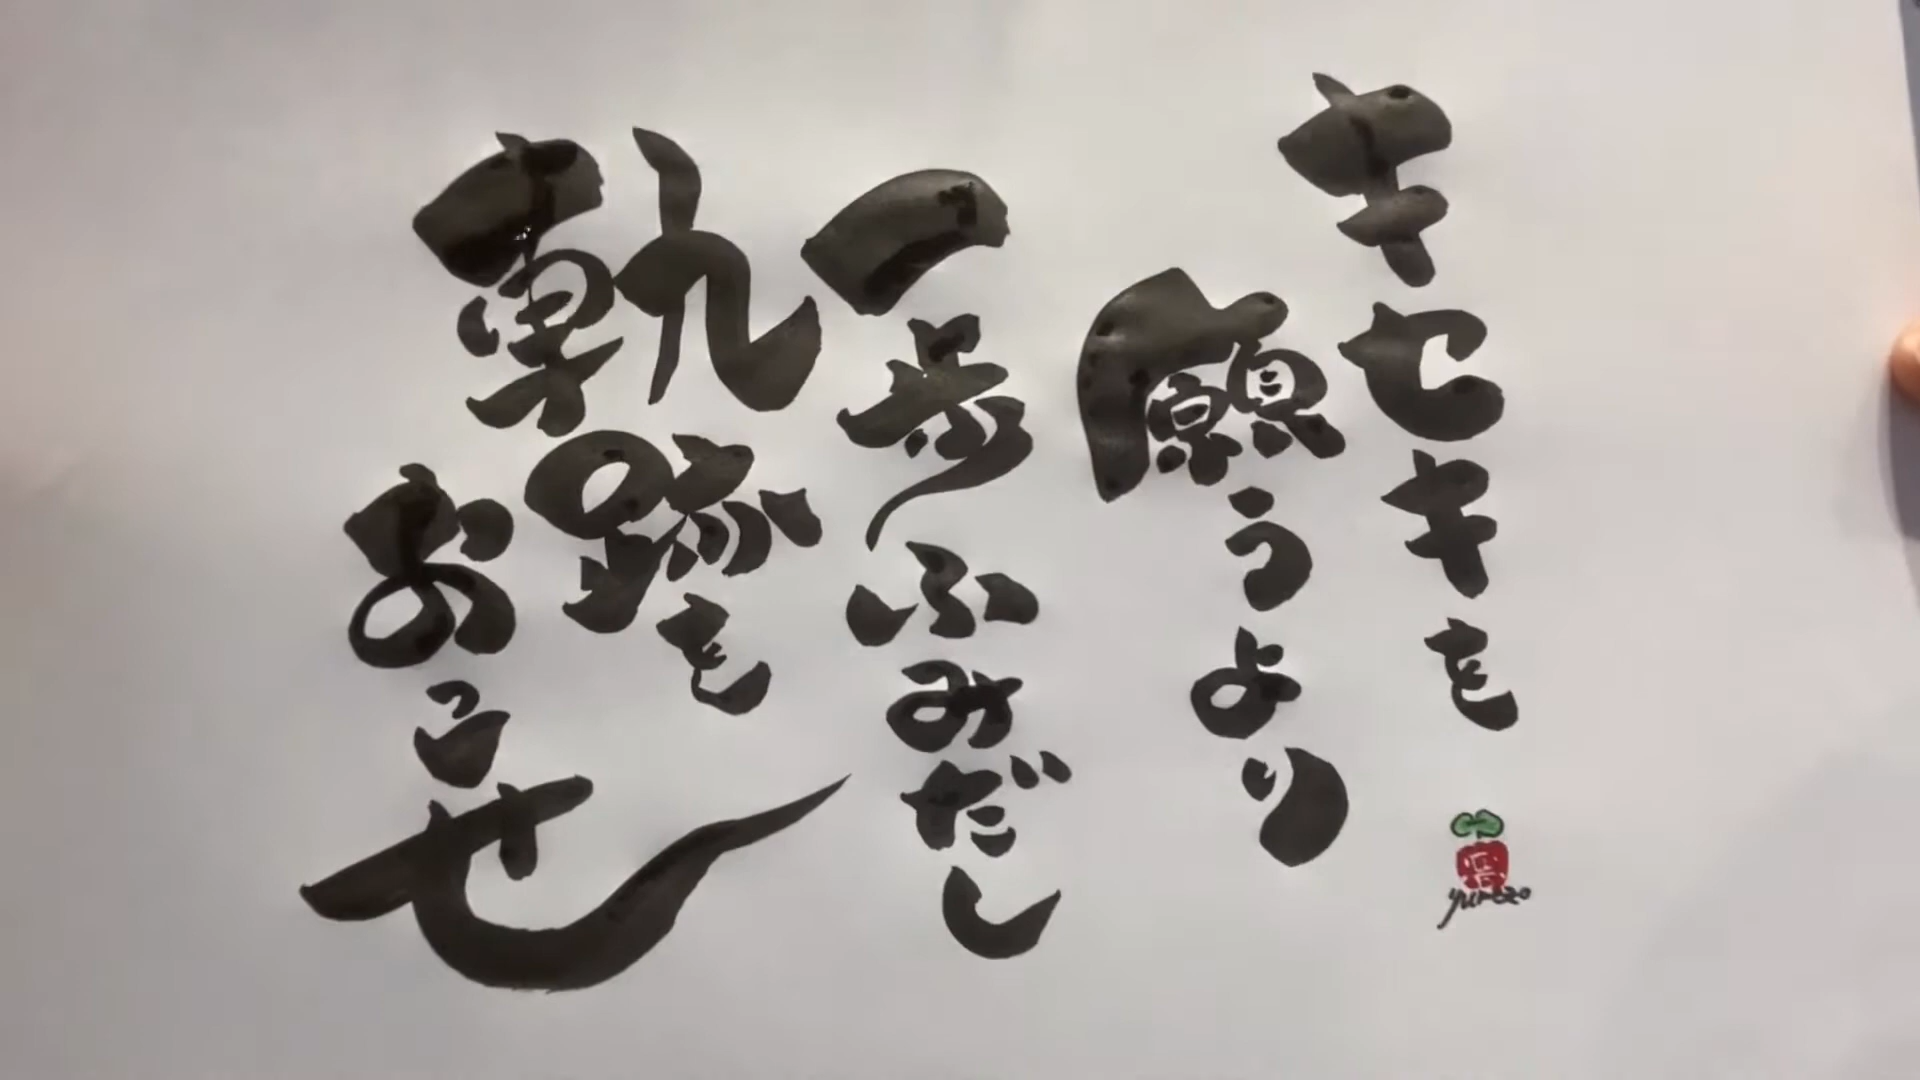 キセキを
願うより
一歩ふみだし
軌跡を
おこせ